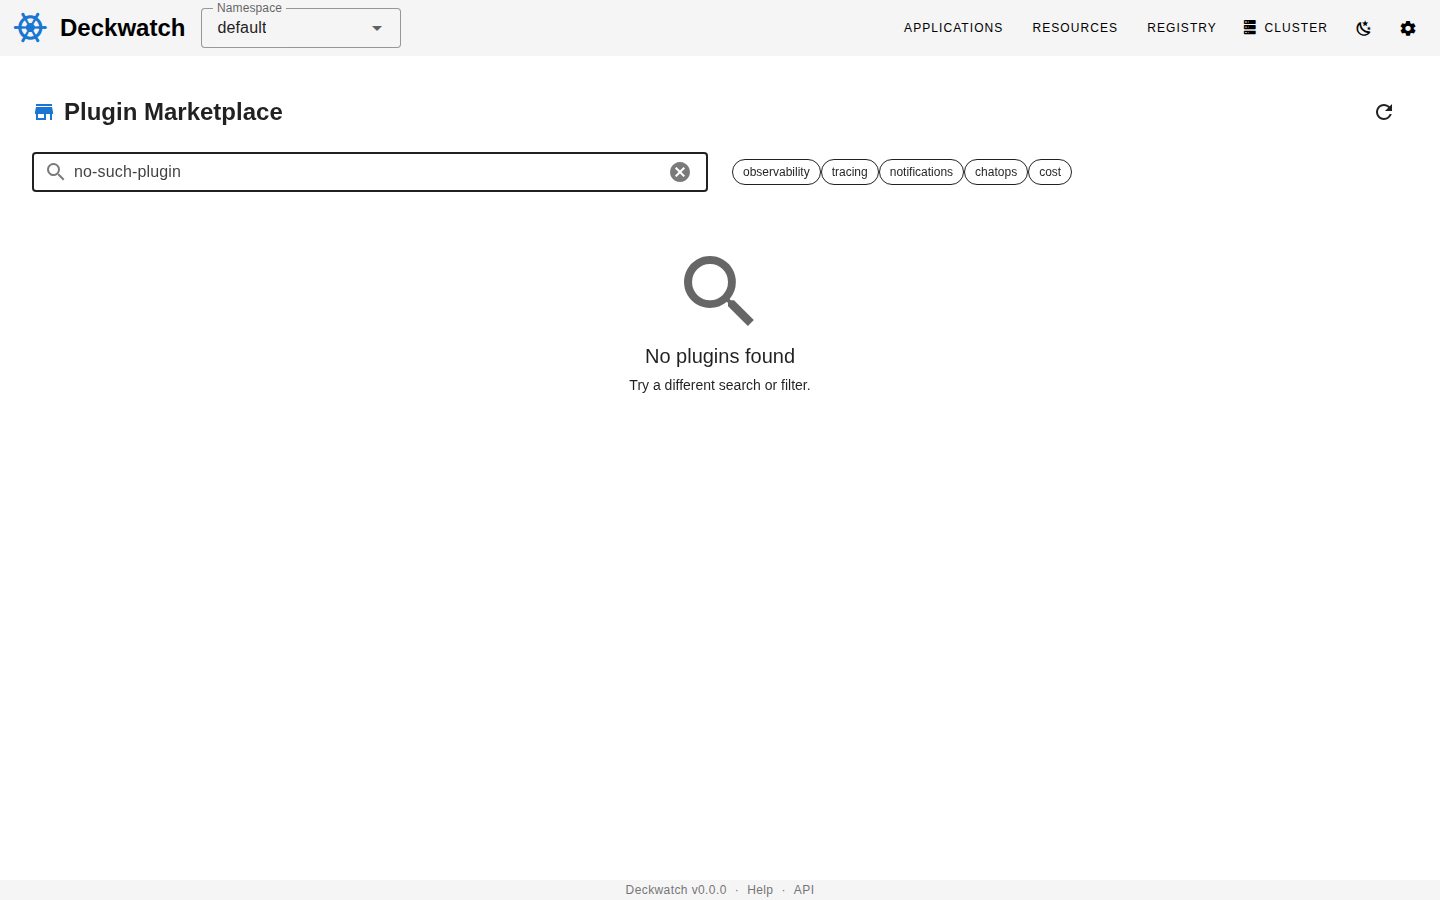 Deckwatch
Namespace
default
APPLICATIONS
RESOURCES
REGISTRY
CLUSTER
Plugin Marketplace
no-such-plugin
observability
tracing
notifications
chatops
cost
No plugins found
Try a different search or filter.
Deckwatch v0.0.0 · Help · API